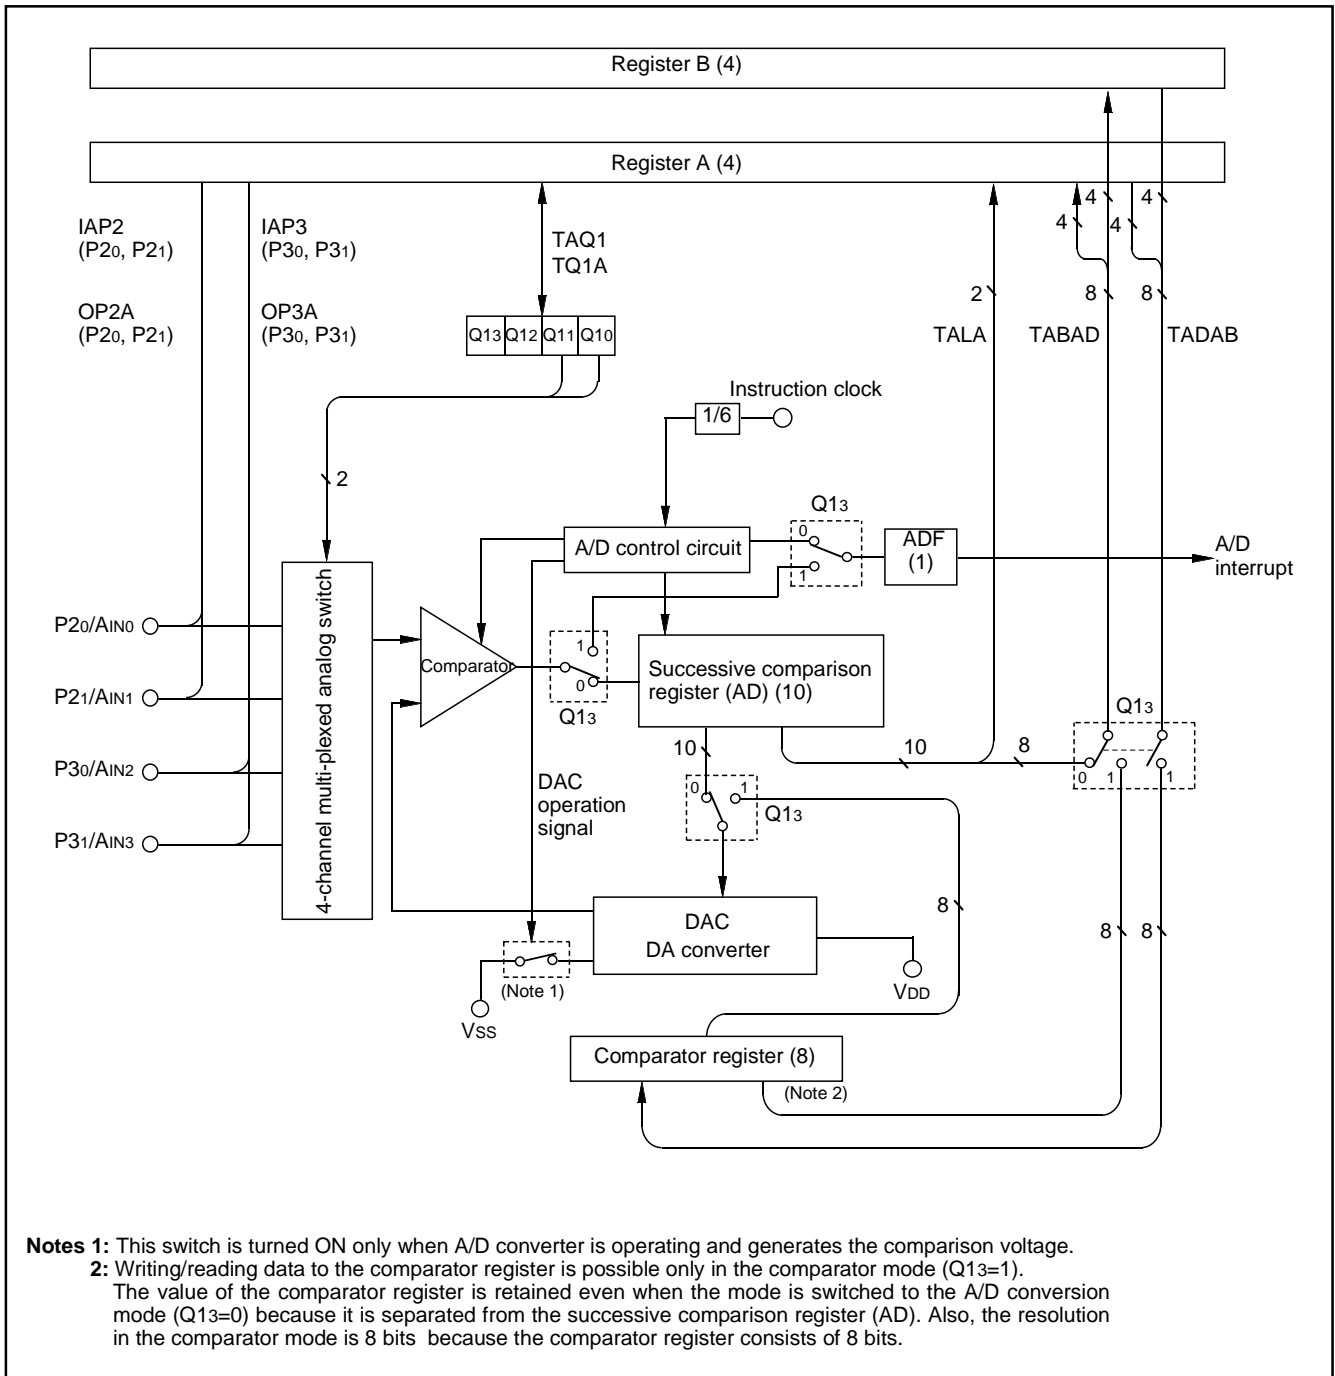 Register B (4)
Register A (4)
IAP2
(P20, P21)
IAP3
(P30, P31)
TAQ1
TQ1A
OP2A
(P20, P21)
OP3A
(P30, P31)
4
4
4
4
2
8
8
TALA
TABAD
TADAB
Q13 Q12 Q11 Q10
Instruction clock
1/6
2
Q13
0
1
A/D control circuit
ADF
(1)
A/D
interrupt
4-channel multi-plexed analog switch
P20/AIN0
P21/AIN1
P30/AIN2
P31/AIN3
Comparator
1
0
Q13
Successive comparison
register (AD) (10)
10
10
8
Q13
0
1
1
DAC
operation
signal
0
1
Q13
8
8
8
DAC
DA converter
(Note 1)
VSS
VDD
Comparator register (8)
(Note 2)
Notes 1: This switch is turned ON only when A/D converter is operating and generates the comparison voltage.
2: Writing/reading data to the comparator register is possible only in the comparator mode (Q13=1).
The value of the comparator register is retained even when the mode is switched to the A/D conversion
mode (Q13=0) because it is separated from the successive comparison register (AD). Also, the resolution
in the comparator mode is 8 bits because the comparator register consists of 8 bits.